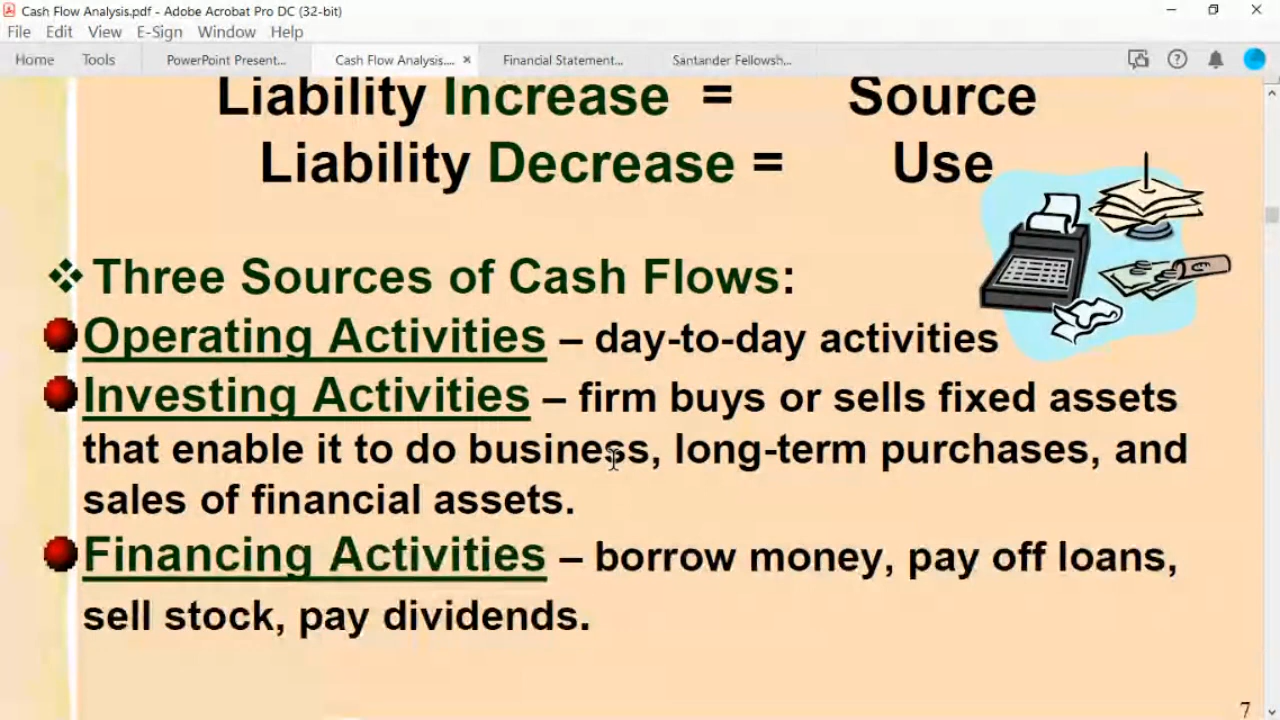 Cash Flow Analysis.pdf - Adobe Acrobat Pro DC (32-bit)
File Edit View E-Sign Window Help
Home Tools PowerPoint Present... Cash Flow Analysis.... × Financial Statement... Santander Fellowsh...
Liability Increase = Source
Liability Decrease = Use
❖ Three Sources of Cash Flows:
Operating Activities – day-to-day activities
Investing Activities – firm buys or sells fixed assets
that enable it to do business, long-term purchases, and
sales of financial assets.
Financing Activities – borrow money, pay off loans,
sell stock, pay dividends.
7